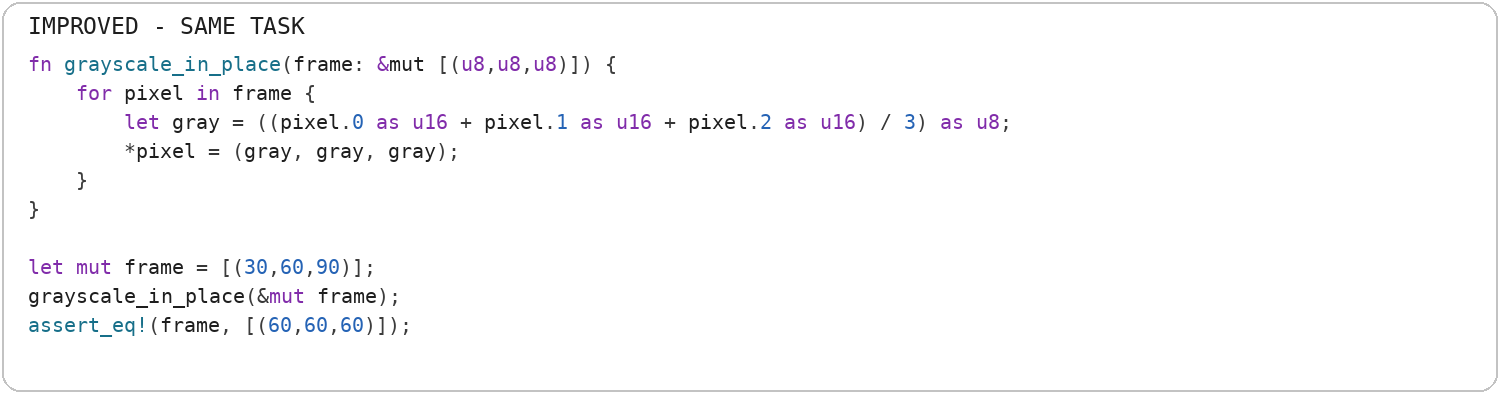 IMPROVED - SAME TASK
fn grayscale_in_place(frame: &mut [(u8,u8,u8)]) {
    for pixel in frame {
        let gray = ((pixel.0 as u16 + pixel.1 as u16 + pixel.2 as u16) / 3) as u8;
        *pixel = (gray, gray, gray);
    }
}

let mut frame = [(30,60,90)];
grayscale_in_place(&mut frame);
assert_eq!(frame, [(60,60,60)]);